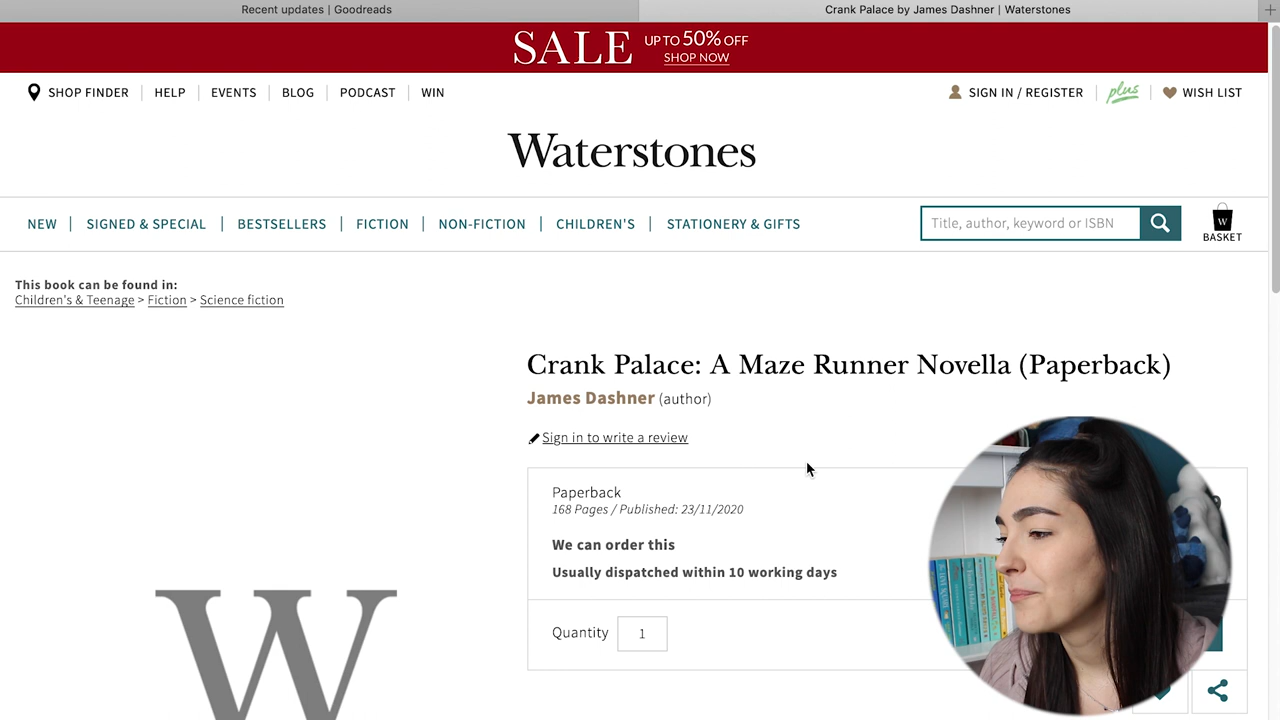 Recent updates | Goodreads
Crank Palace by James Dashner | Waterstones
SALE UP TO 50% OFF
SHOP NOW
SHOP FINDER
HELP
EVENTS
BLOG
PODCAST
WIN
SIGN IN / REGISTER
plus
WISH LIST
Waterstones
NEW
SIGNED & SPECIAL
BESTSELLERS
FICTION
NON-FICTION
CHILDREN'S
STATIONERY & GIFTS
Title, author, keyword or ISBN
W
BASKET
This book can be found in:
Children's & Teenage > Fiction > Science fiction
Crank Palace: A Maze Runner Novella (Paperback)
James Dashner (author)
Sign in to write a review
Paperback
168 Pages / Published: 23/11/2020
We can order this
Usually dispatched within 10 working days
Quantity 1
W